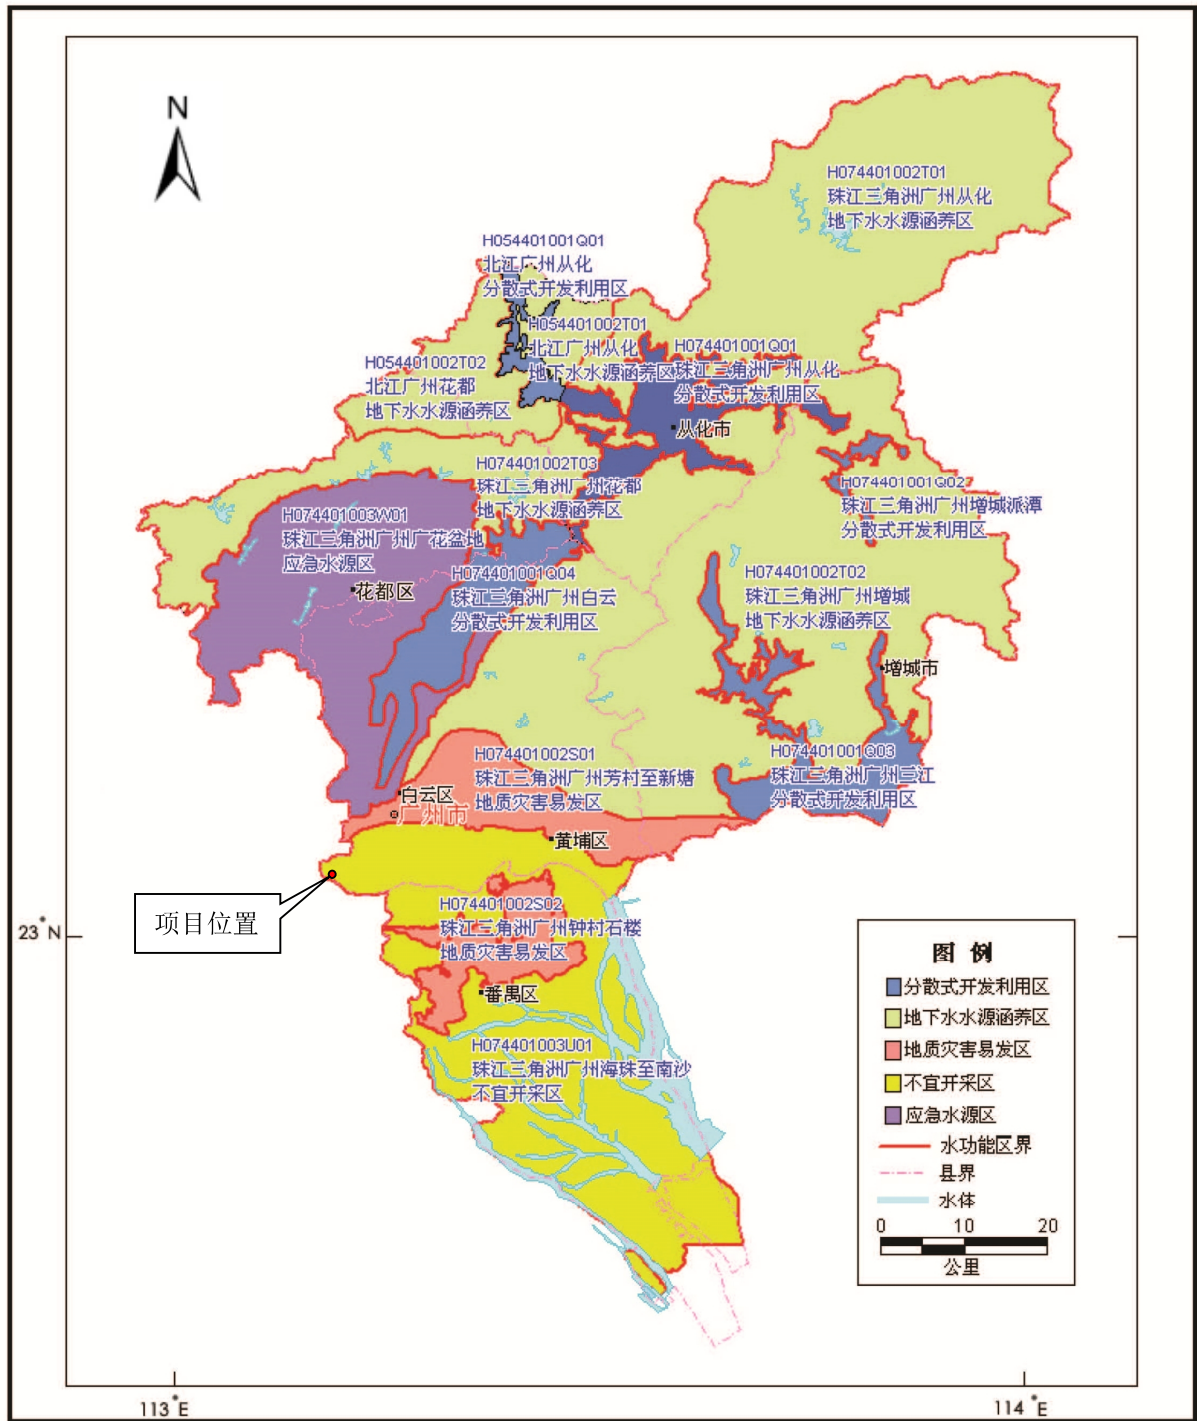 N
H074401002T01
珠江三角洲广州从化
地下水水源涵养区
H054401001Q01
北江广州从化
分散式开发利用区
H054401002T01
北江广州从化
地下水水源涵养区
H074401001Q01
珠江三角洲广州从化
分散式开发利用区
H054401002T02
北江广州花都
地下水水源涵养区
从化市
H074401002T03
珠江三角洲广州花都
地下水水源涵养区
H074401001Q02
珠江三角洲广州增城派潭
分散式开发利用区
H074401003W01
珠江三角洲广州广花盆地
应急水源区
花都区
H074401001Q04
珠江三角洲广州白云
分散式开发利用区
H074401002T02
珠江三角洲广州增城
地下水水源涵养区
增城市
H074401002S01
珠江三角洲广州芳村至新塘
地质灾害易发区
H074401001Q03
珠江三角洲广州三江
分散式开发利用区
白云区
广州市
黄埔区
项目位置
H074401002S02
珠江三角洲广州钟村石楼
地质灾害易发区
番禺区
H074401003U01
珠江三角洲广州海珠至南沙
不宜开采区
23°N
图 例
分散式开发利用区
地下水水源涵养区
地质灾害易发区
不宜开采区
应急水源区
水功能区界
县界
水体
0 10 20
公里
113°E
114°E